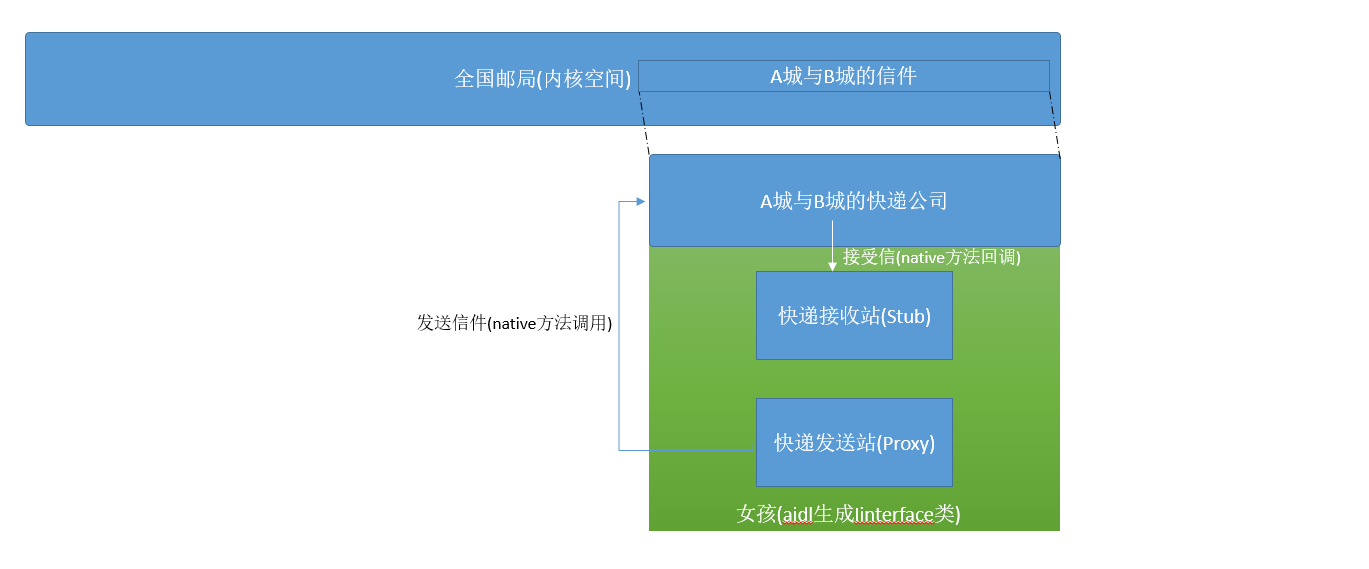 全国邮局(内核空间)
A城与B城的信件
A城与B城的快递公司
接受信(native方法回调)
快递接收站(Stub)
发送信件(native方法调用)
快递发送站(Proxy)
女孩(aidl生成Iinterface类)